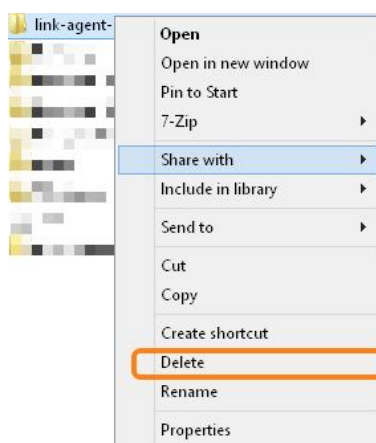 link-agent-
Open
Open in new window
Pin to Start
7-Zip
Share with
Include in library
Send to
Cut
Copy
Create shortcut
Delete
Rename
Properties